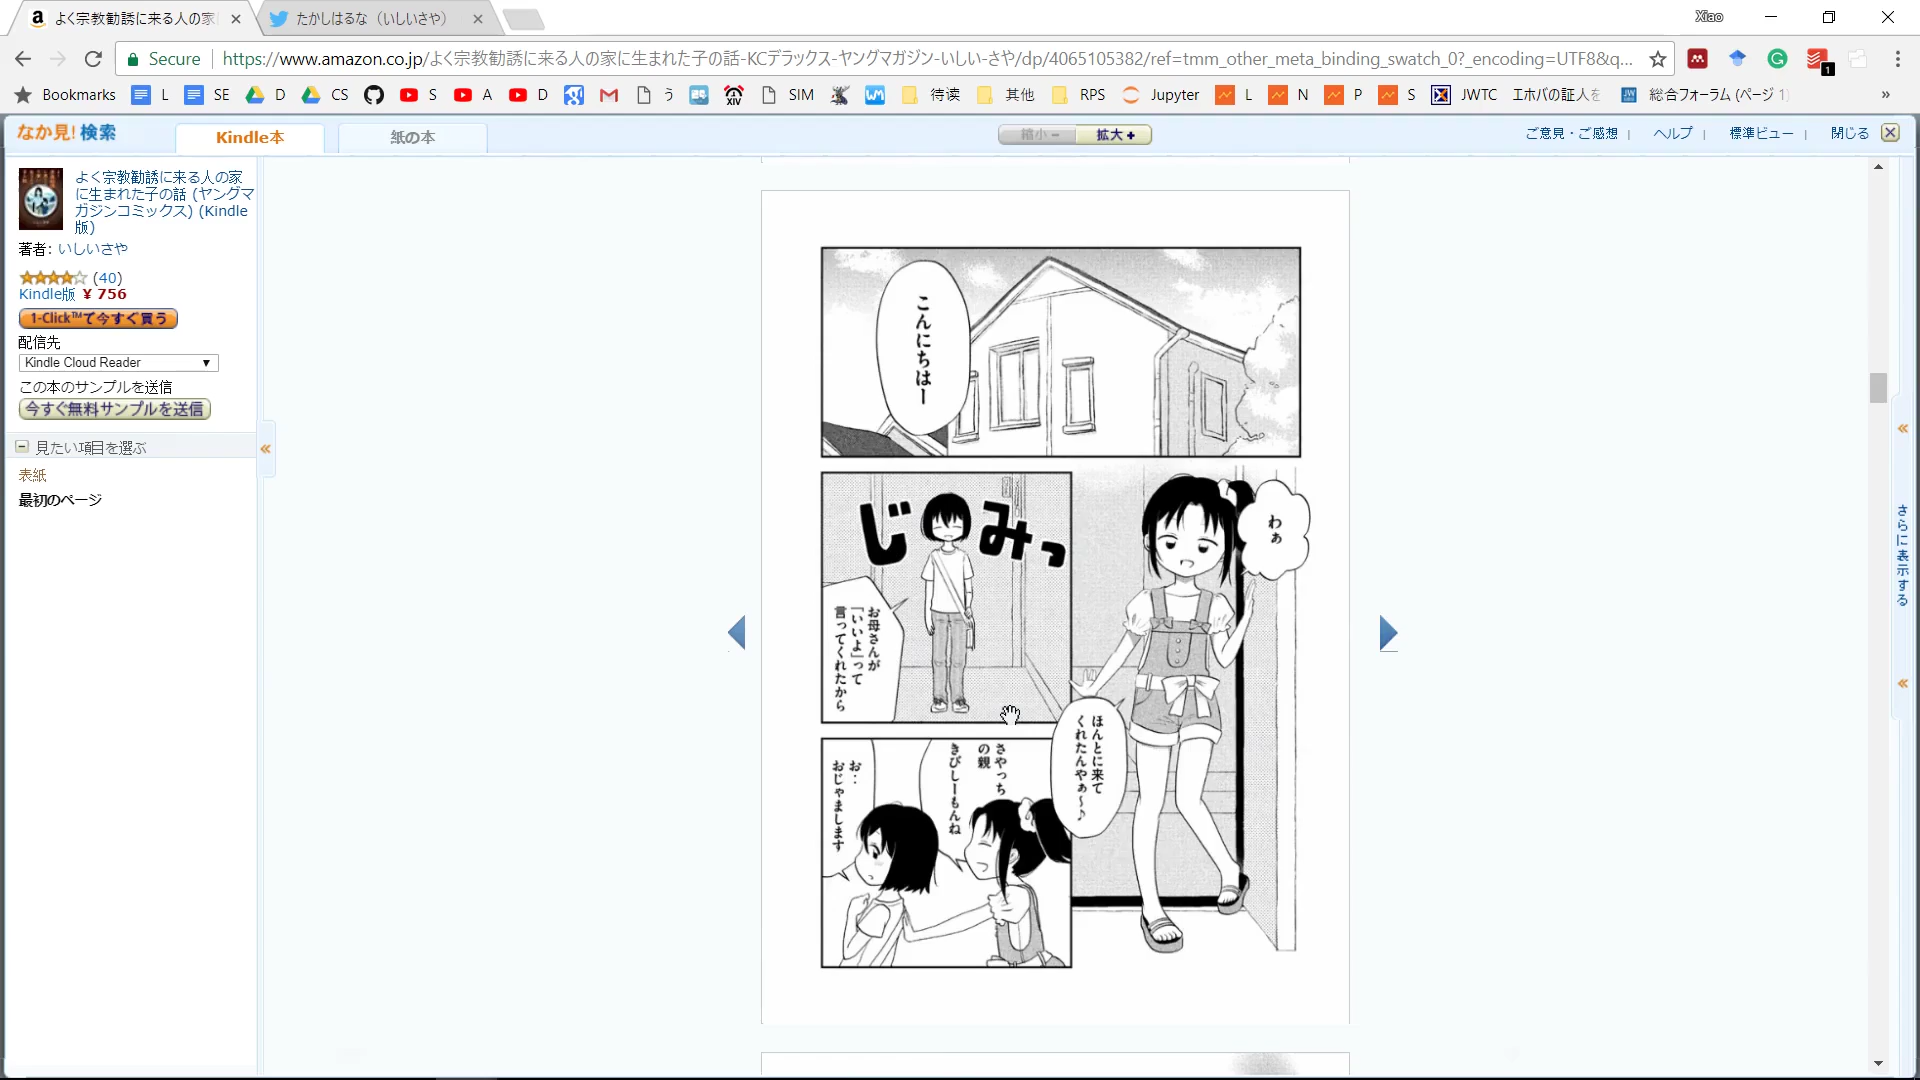 よく宗教勧誘に来る人の家
たかしはるな（いしいさや）
Xiao
Secure
https://www.amazon.co.jp/よく宗教勧誘に来る人の家に生まれた子の話-KCデラックス-ヤングマガジン-いしい-さや/dp/4065105382/ref=tmm_other_meta_binding_swatch_0?_encoding=UTF8&q...
1
Bookmarks
L
SE
D
CS
S
A
D
う
XIV
SIM
待读
其他
RPS
Jupyter
L
N
P
S
JWTC
エホバの証人を
総合フォーラム (ページ 1)
»
なか見!検索
Kindle本
紙の本
縮小 −
拡大 +
ご意見・ご感想
ヘルプ
標準ビュー
閉じる
よく宗教勧誘に来る人の家
に生まれた子の話 (ヤングマ
ガジンコミックス) (Kindle
版)
著者: いしいさや
(40)
Kindle版 ¥ 756
1-Click™で今すぐ買う
配信先
Kindle Cloud Reader
この本のサンプルを送信
今すぐ無料サンプルを送信
見たい項目を選ぶ
表紙
最初のページ
こんにちはー
わぁ
ほんとに来て
くれたんやぁ～♪
じみっ
お母さんが
「いいよ」って
言ってくれたから
さやっち
の親
きびしーもんね
お‥
おじゃまします
さらに表示する